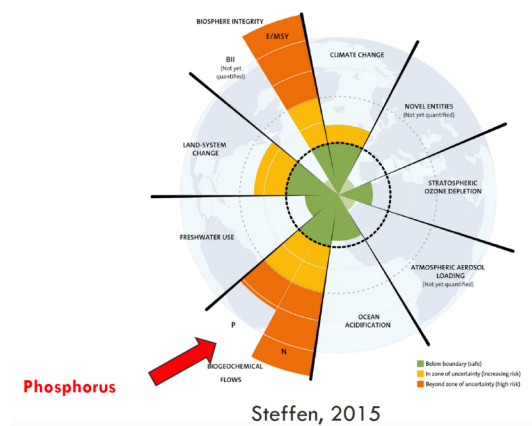 BIOSPHERE INTEGRITY
E/MSY
CLIMATE CHANGE
BII
(Not yet
quantified)
NOVEL ENTITIES
(Not yet quantified)
LAND-SYSTEM
CHANGE
STRATOSPHERIC
OZONE DEPLETION
FRESHWATER USE
ATMOSPHERIC AEROSOL
LOADING
(Not yet quantified)
P
OCEAN
ACIDIFICATION
N
BIOGEOCHEMICAL
FLOWS
Below boundary (safe)
In zone of uncertainty (increasing risk)
Beyond zone of uncertainty (high risk)
Phosphorus
Steffen, 2015